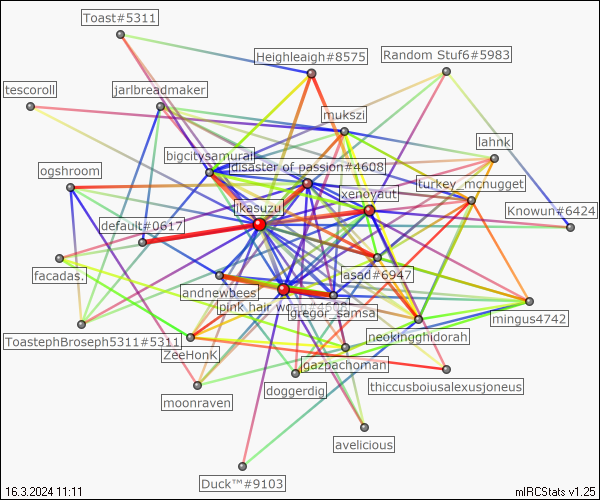 Toast#5311
Heighleaigh#8575
Random Stuf6#5983
tescoroll
jarlbreadmaker
mukszi
lahnk
bigcitysamurai
disaster of passion#4608
ogshroom
turkey_mcnugget
xenoyaut
ikasuzu
Knowun#6424
default#0617
facadas.
asad#6947
andnewbees
pink hair wojak#4698
gregor_samsa
mingus4742
ToastephBroseph5311#5311
neokingghidorah
ZeeHonK
gazpachoman
doggerdig
thiccusboiusalexusjoneus
moonraven
avelicious
Duck™#9103
16.3.2024 11:11
mIRCStats v1.25